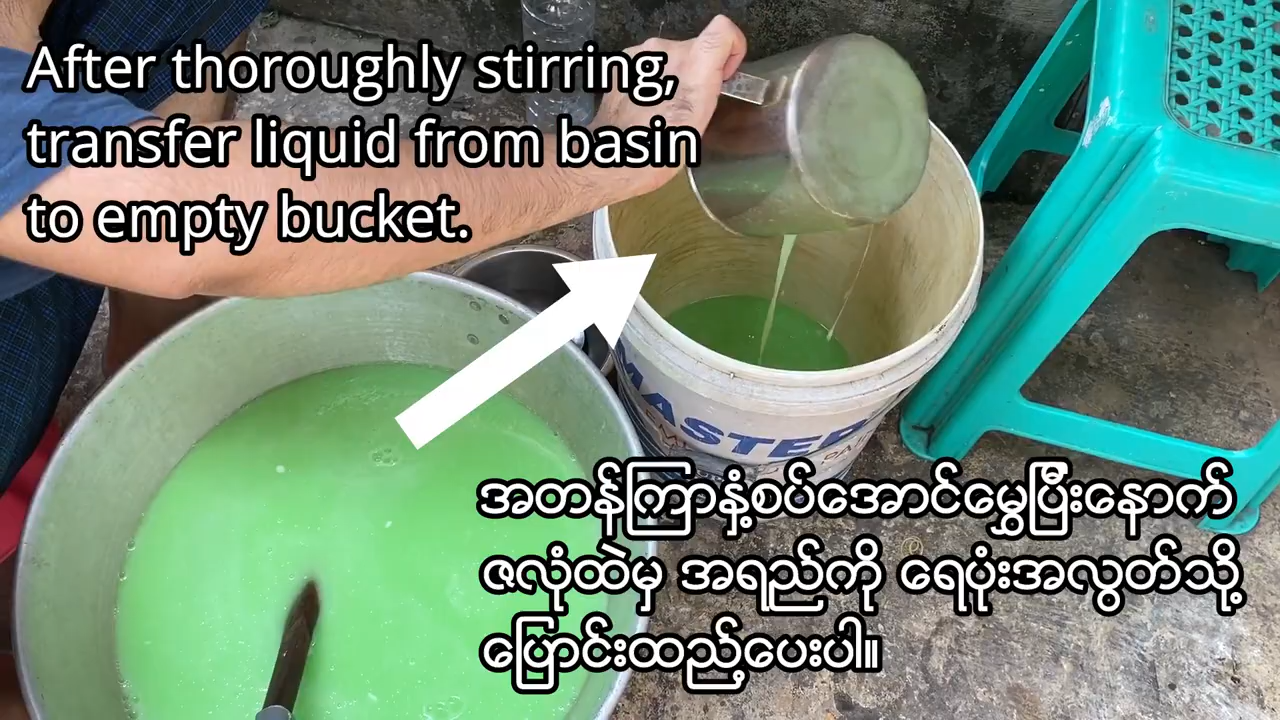 After thoroughly stirring,
transfer liquid from basin
to empty bucket.
MASTER
အတန်ကြာနှံ့စပ်အောင်မွှေပြီးနောက်
ဇလုံထဲမှ အရည်ကို ရေပုံးအလွတ်သို့
ပြောင်းထည့်ပေးပါ။